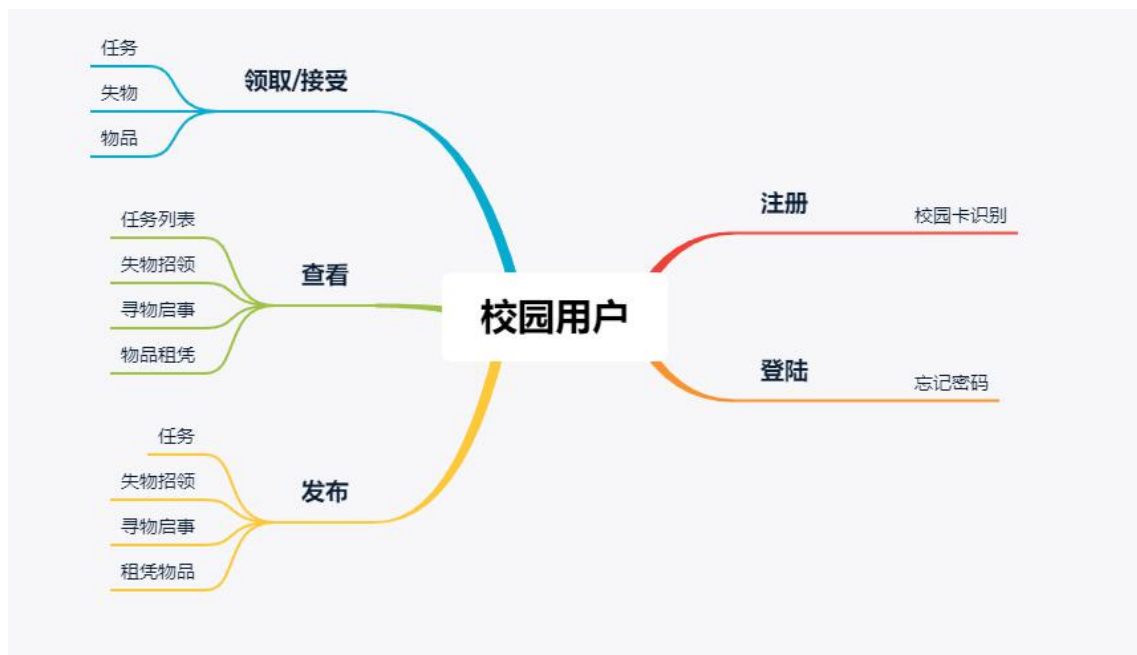 任务
领取/接受
失物
物品
任务列表
失物招领
查看
寻物启事
物品租凭
任务
失物招领
发布
寻物启事
租凭物品
校园用户
注册
校园卡识别
登陆
忘记密码